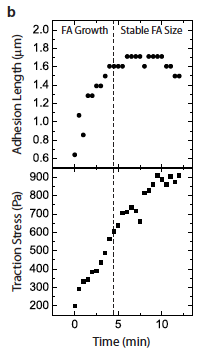 b
FA Growth Stable FA Size
Adhesion Length (μm)
2.0
1.8
1.6
1.4
1.2
1.0
0.8
0.6
Traction Stress (Pa)
900
800
700
600
500
400
300
200
0 5 10
Time (min)